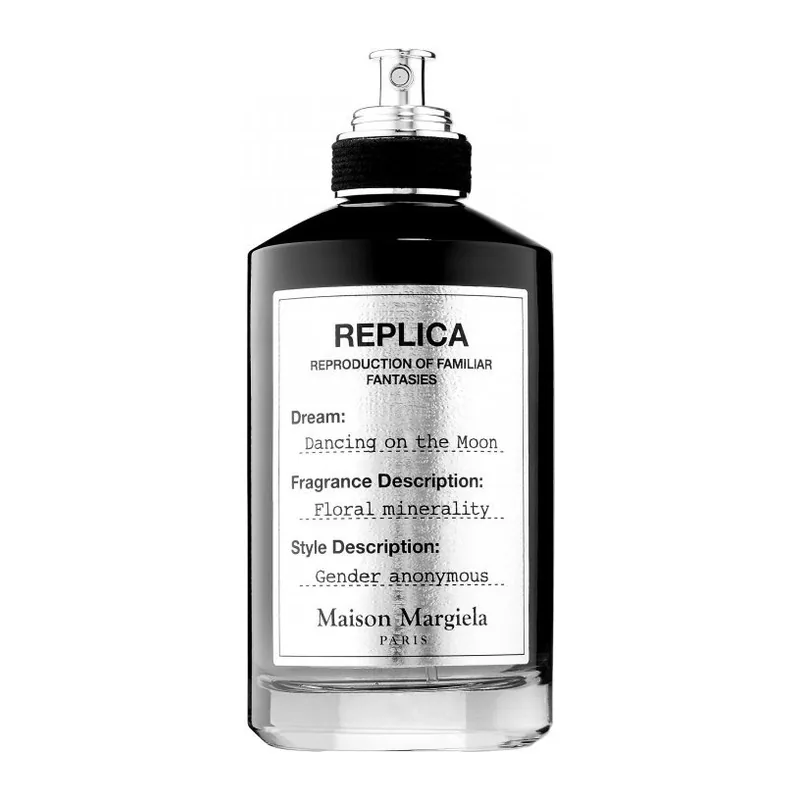 REPLICA
REPRODUCTION OF FAMILIAR
FANTASIES
Dream:
Dancing on the Moon
Fragrance Description:
Floral minerality
Style Description:
Gender anonymous
Maison Margiela
PARIS